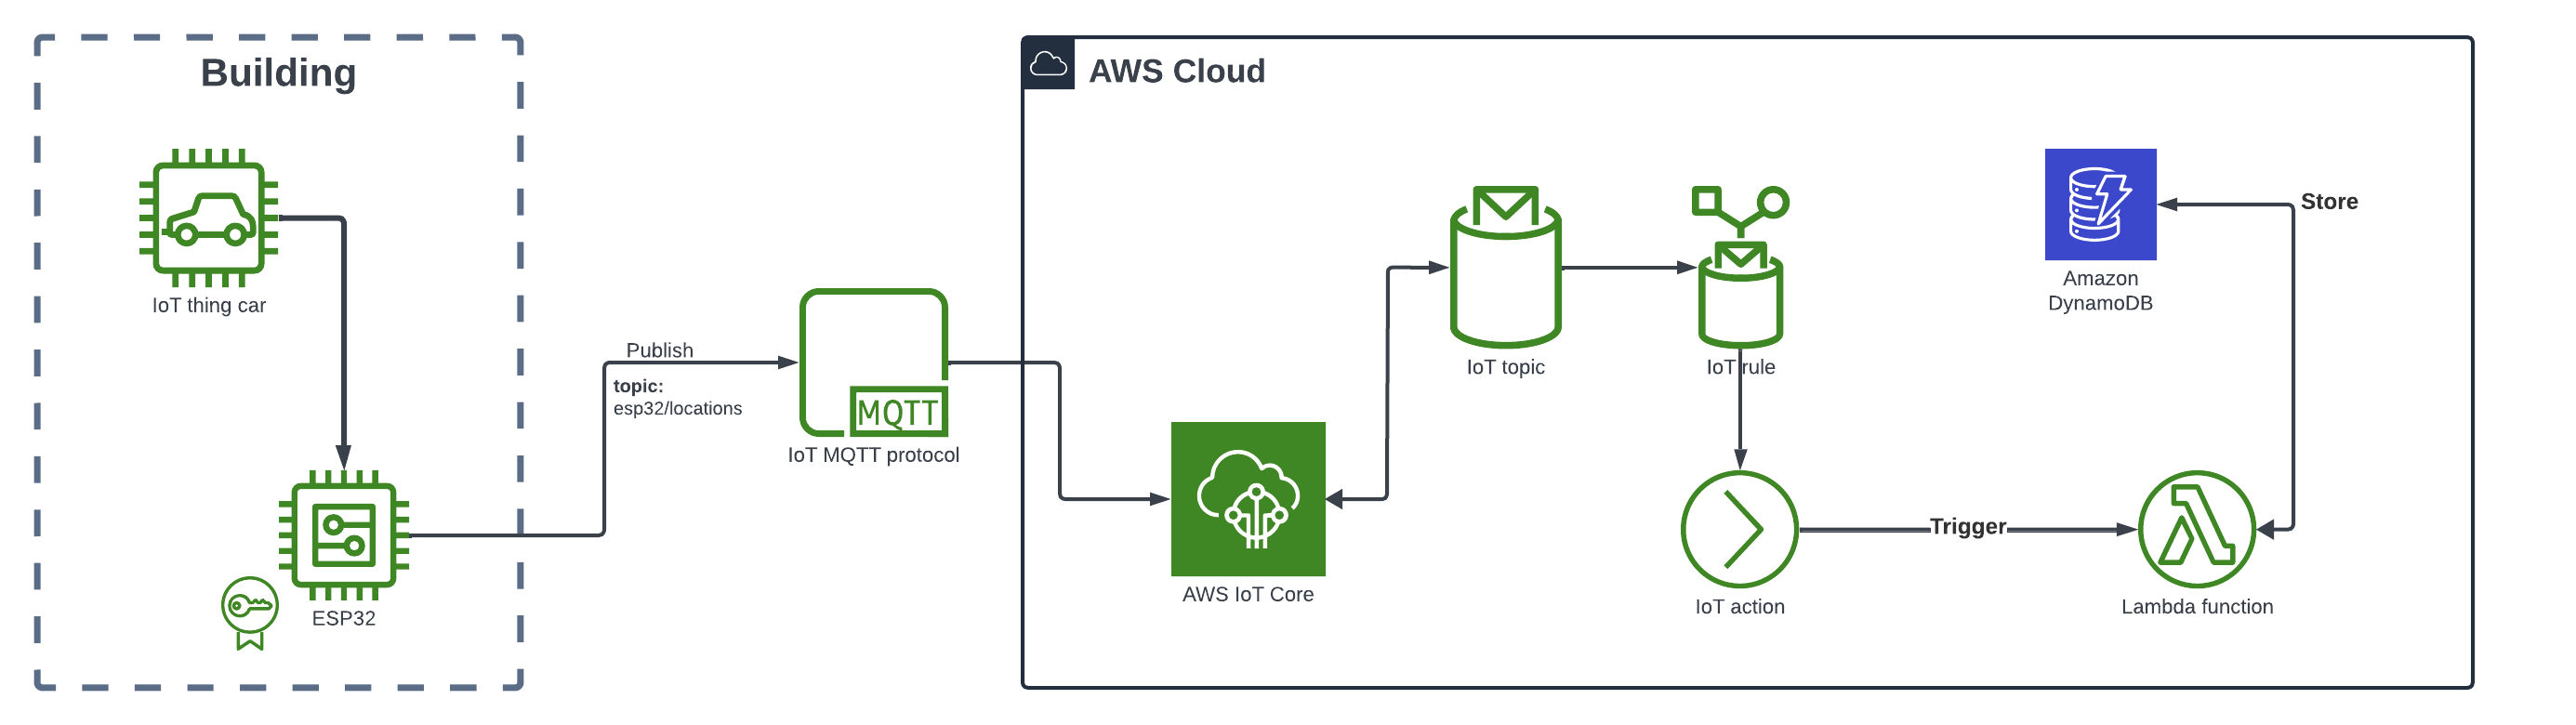 Building
IoT thing car
ESP32
Publish
topic:
esp32/locations
MQTT
IoT MQTT protocol
AWS Cloud
AWS IoT Core
IoT topic
IoT rule
IoT action
Trigger
Lambda function
Store
Amazon
DynamoDB